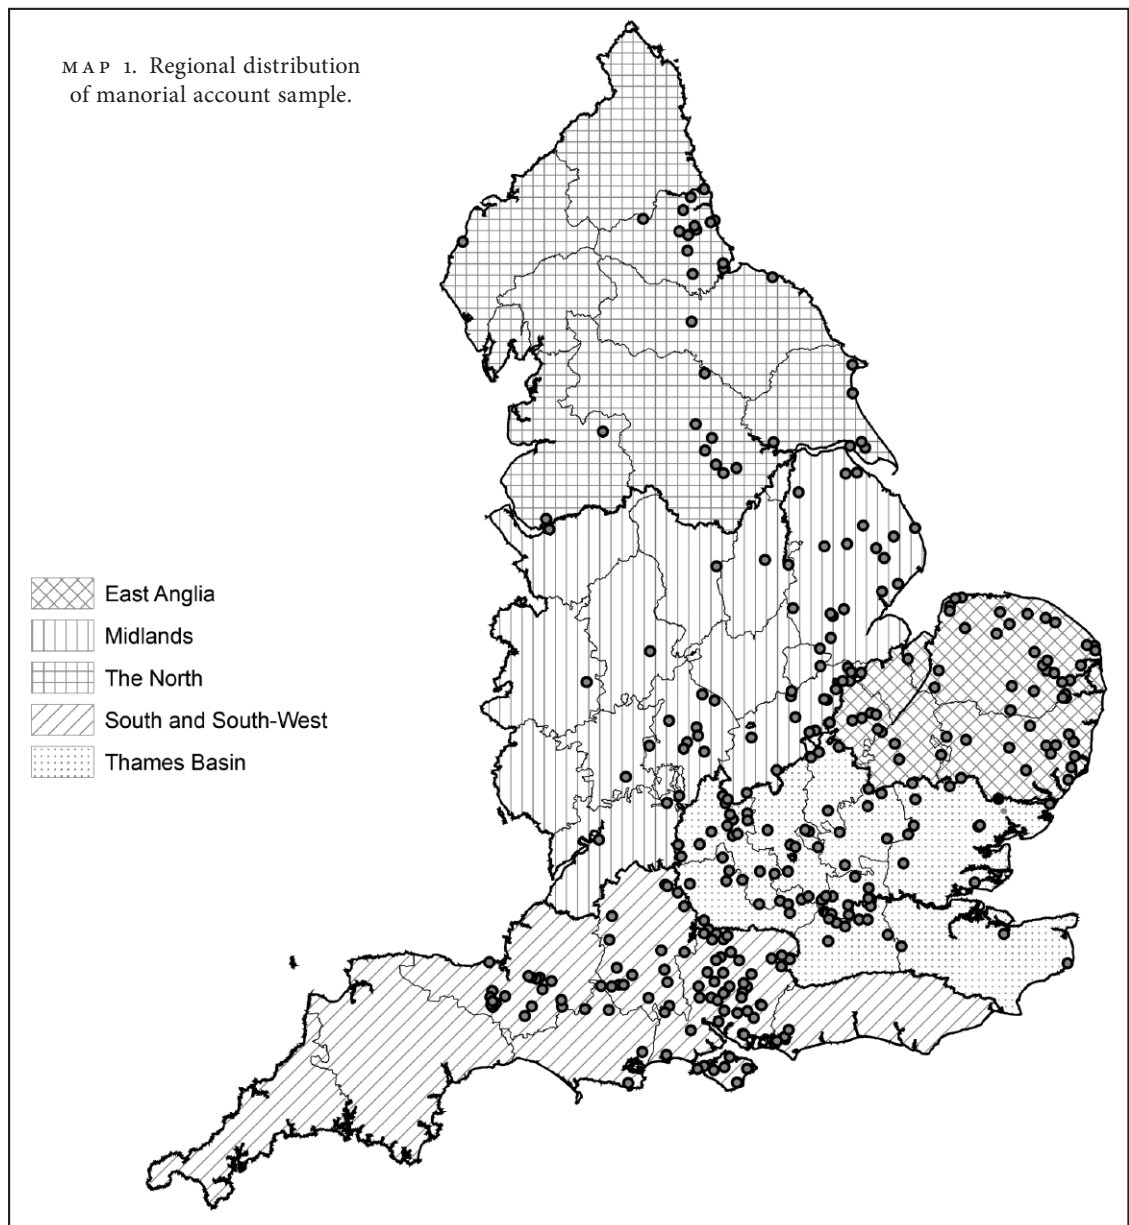 MAP 1. Regional distribution
of manorial account sample.
East Anglia
Midlands
The North
South and South-West
Thames Basin